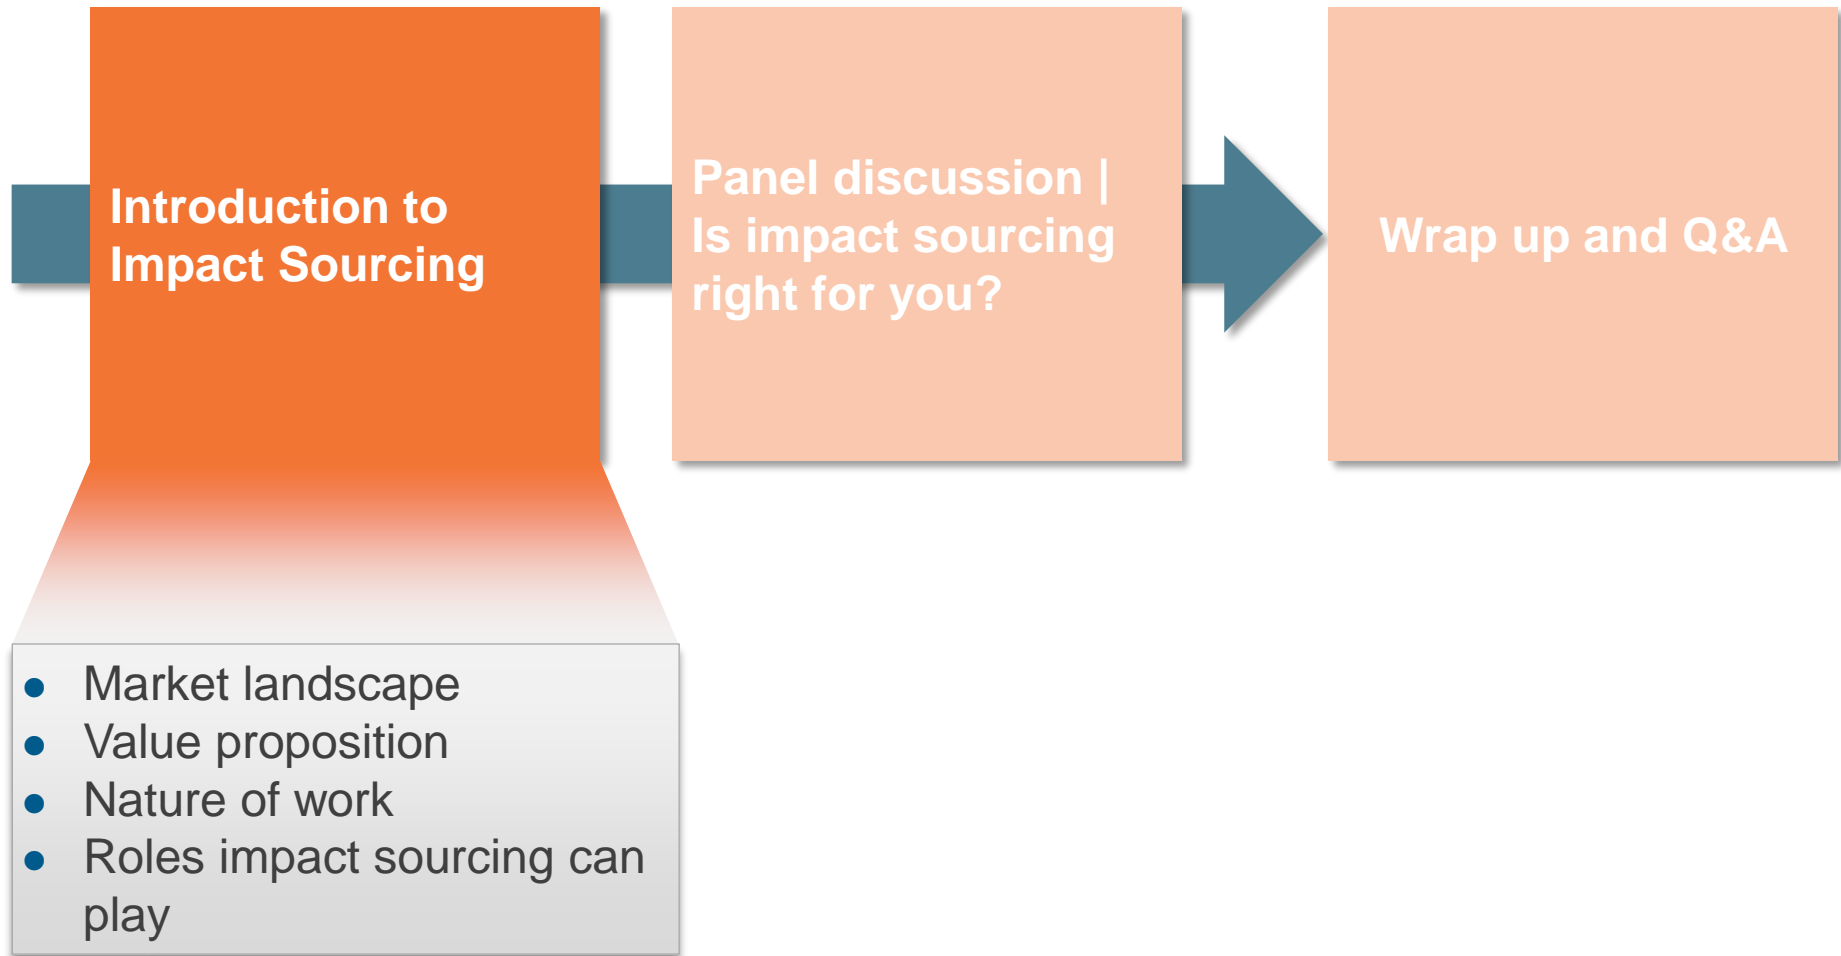 Introduction to
Impact Sourcing
Panel discussion |
Is impact sourcing
right for you?
Wrap up and Q&A
● Market landscape
● Value proposition
● Nature of work
● Roles impact sourcing can
play